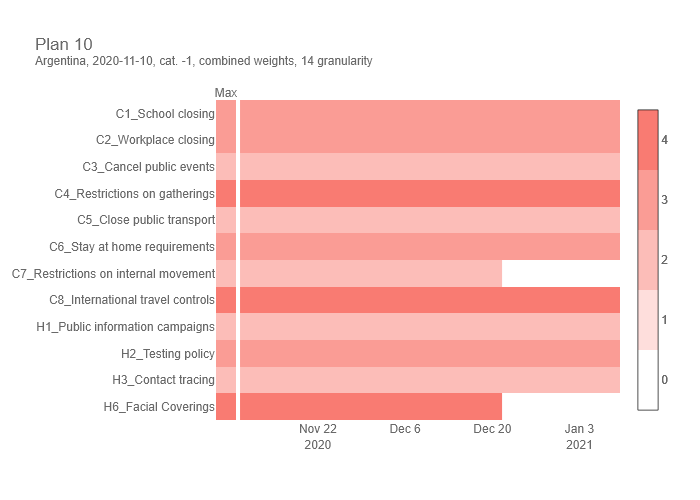 Plan 10
Argentina, 2020-11-10, cat. -1, combined weights, 14 granularity
Max
C1_School closing
C2_Workplace closing
C3_Cancel public events
C4_Restrictions on gatherings
C5_Close public transport
C6_Stay at home requirements
C7_Restrictions on internal movement
C8_International travel controls
H1_Public information campaigns
H2_Testing policy
H3_Contact tracing
H6_Facial Coverings
Nov 22
2020
Dec 6
Dec 20
Jan 3
2021
4
3
2
1
0